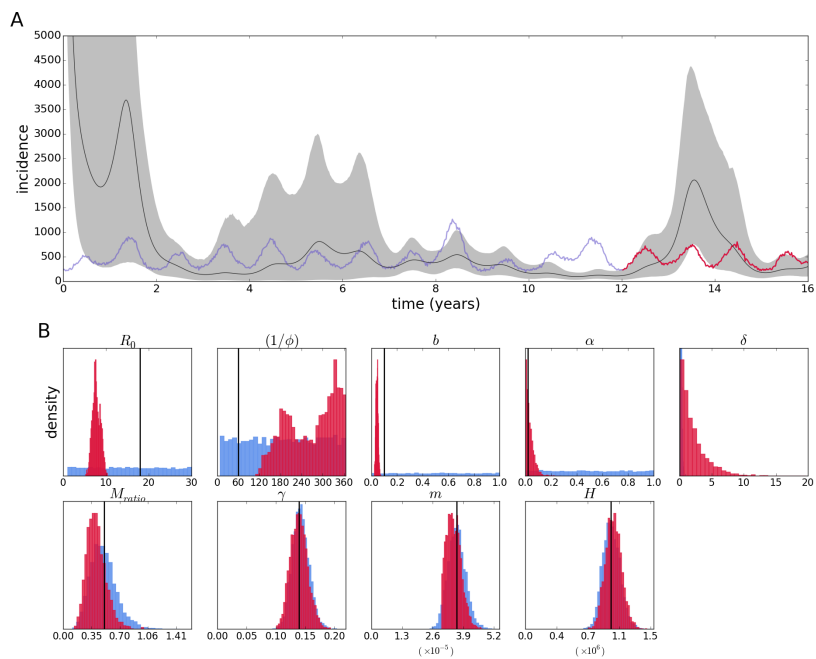 A
incidence
5000
4500
4000
3500
3000
2500
2000
1500
1000
500
0
0 2 4 6 8 10 12 14 16
time (years)
B
density
R_0 (1/ϕ) b α δ
0 10 20 30 0 60 120 180 240 300 360 0.0 0.2 0.4 0.6 0.8 1.0 0.0 0.2 0.4 0.6 0.8 1.0 0 5 10 15 20
M_ratio γ m H
0.00 0.35 0.70 1.06 1.41 0.00 0.05 0.10 0.15 0.20 0.0 1.3 2.6 3.9 5.2 0.0 0.4 0.7 1.1 1.5
(×10⁻⁵) (×10⁶)